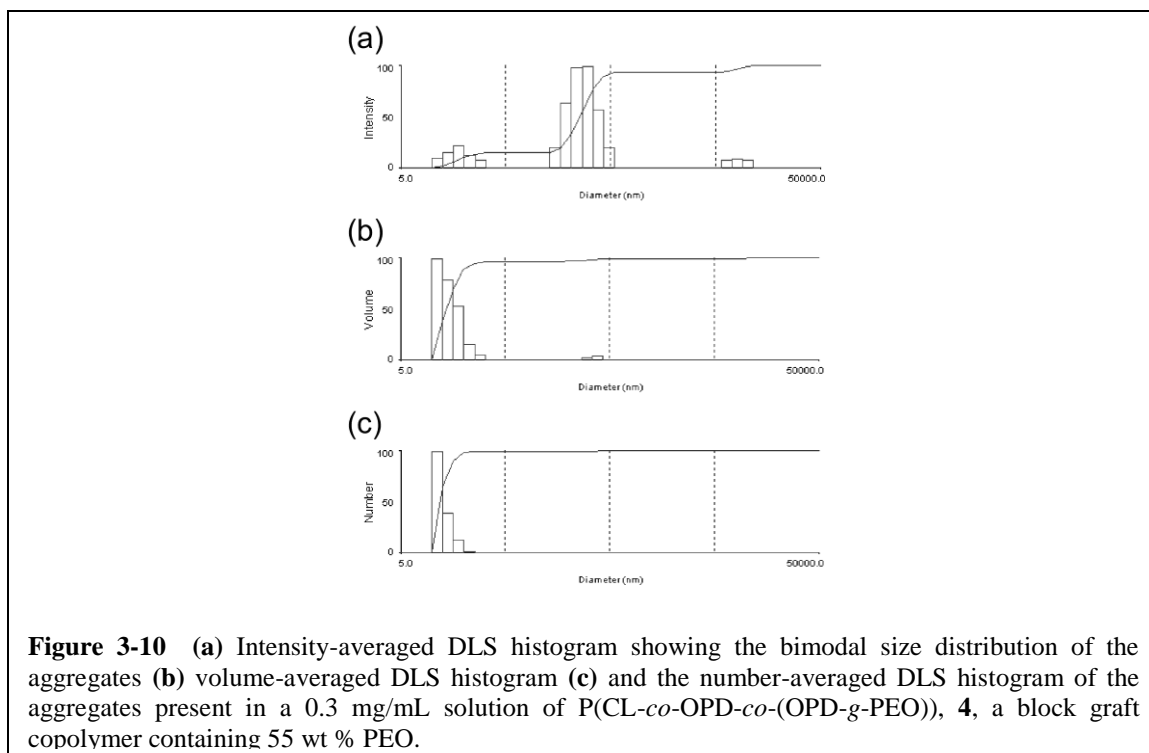 (a)
100
50
0
Intensity
5.0
50000.0
Diameter (nm)
(b)
100
50
0
Volume
5.0
50000.0
Diameter (nm)
(c)
100
50
0
Number
5.0
50000.0
Diameter (nm)
Figure 3-10 (a) Intensity-averaged DLS histogram showing the bimodal size distribution of the
aggregates (b) volume-averaged DLS histogram (c) and the number-averaged DLS histogram of the
aggregates present in a 0.3 mg/mL solution of P(CL-co-OPD-co-(OPD-g-PEO)), 4, a block graft
copolymer containing 55 wt % PEO.